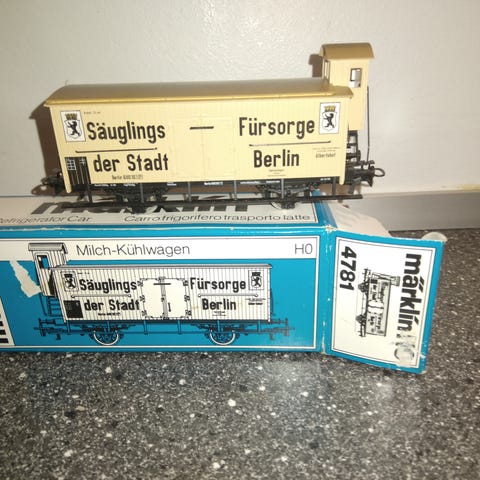 Säuglings Fürsorge
der Stadt Berlin
Refrigerator Car
Carro frigorifero trasporto latte
Milch-Kühlwagen H0
Säuglings Fürsorge
der Stadt Berlin
märklin H0
4781